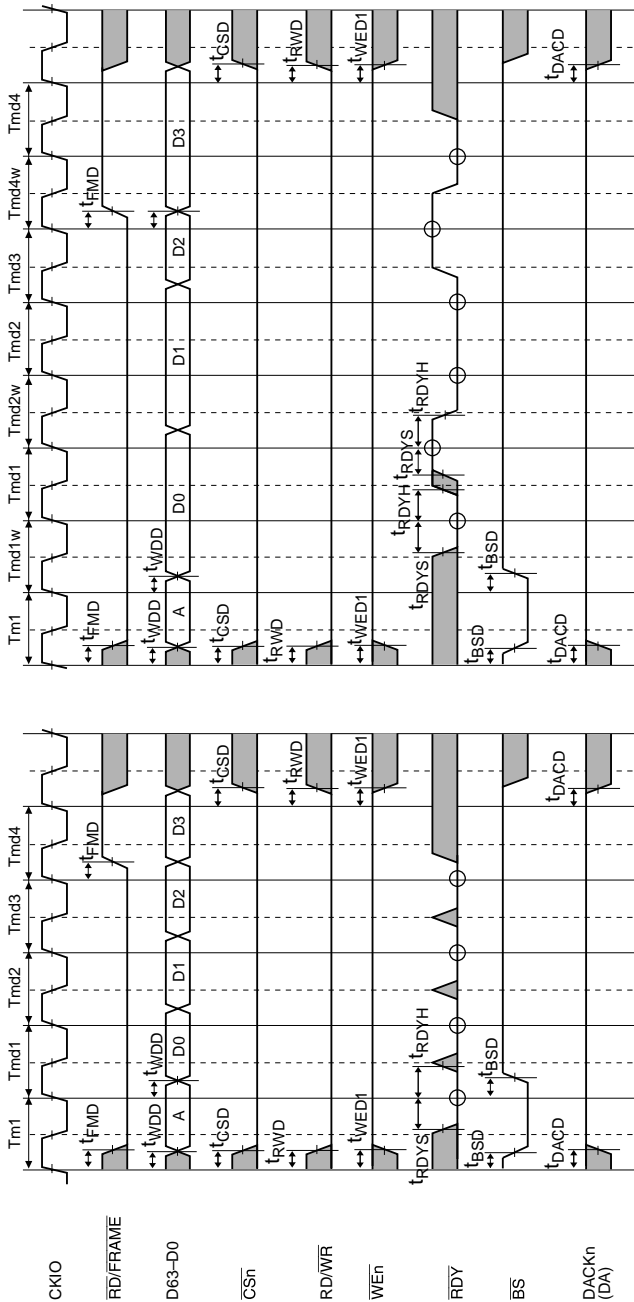 Tm1 Tmd1 Tmd2 Tmd3 Tmd4 Tm1 Tmd1w Tmd1 Tmd2w Tmd2 Tmd3 Tmd4w Tmd4
CKIO
tFMD tFMD tFMD tFMD
RD/FRAME
tWDD tWDD tWDD tWDD
D63–D0 A D0 D1 D2 D3 A D0 D1 D2 D3
tCSD tCSD tCSD tCSD
CSn
tRWD tRWD tRWD tRWD
RD/WR
tWED1 tWED1 tWED1 tWED1
WEn
tRDYS tRDYH tRDYS tRDYH tRDYS tRDYH
RDY
tBSD tBSD tBSD tBSD
BS
tDACD tDACD tDACD tDACD
DACKn
(DA)